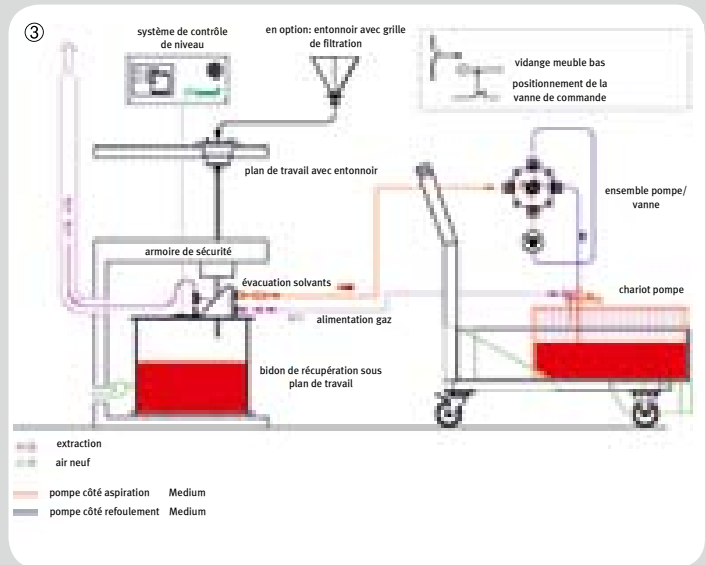 ③
système de contrôle
de niveau
en option: entonnoir avec grille
de filtration
vidange meuble bas
positionnement de la
vanne de commande
plan de travail avec entonnoir
ensemble pompe/
vanne
armoire de sécurité
évacuation solvants
chariot pompe
alimentation gaz
bidon de récupération sous
plan de travail
extraction
air neuf
pompe côté aspiration Medium
pompe côté refoulement Medium